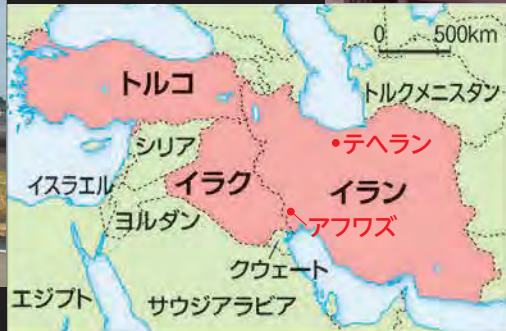 0 500km
トルコ
トルクメニスタン
シリア
テヘラン
イスラエル
イラク
イラン
ヨルダン
アフワズ
クウェート
エジプト
サウジアラビア